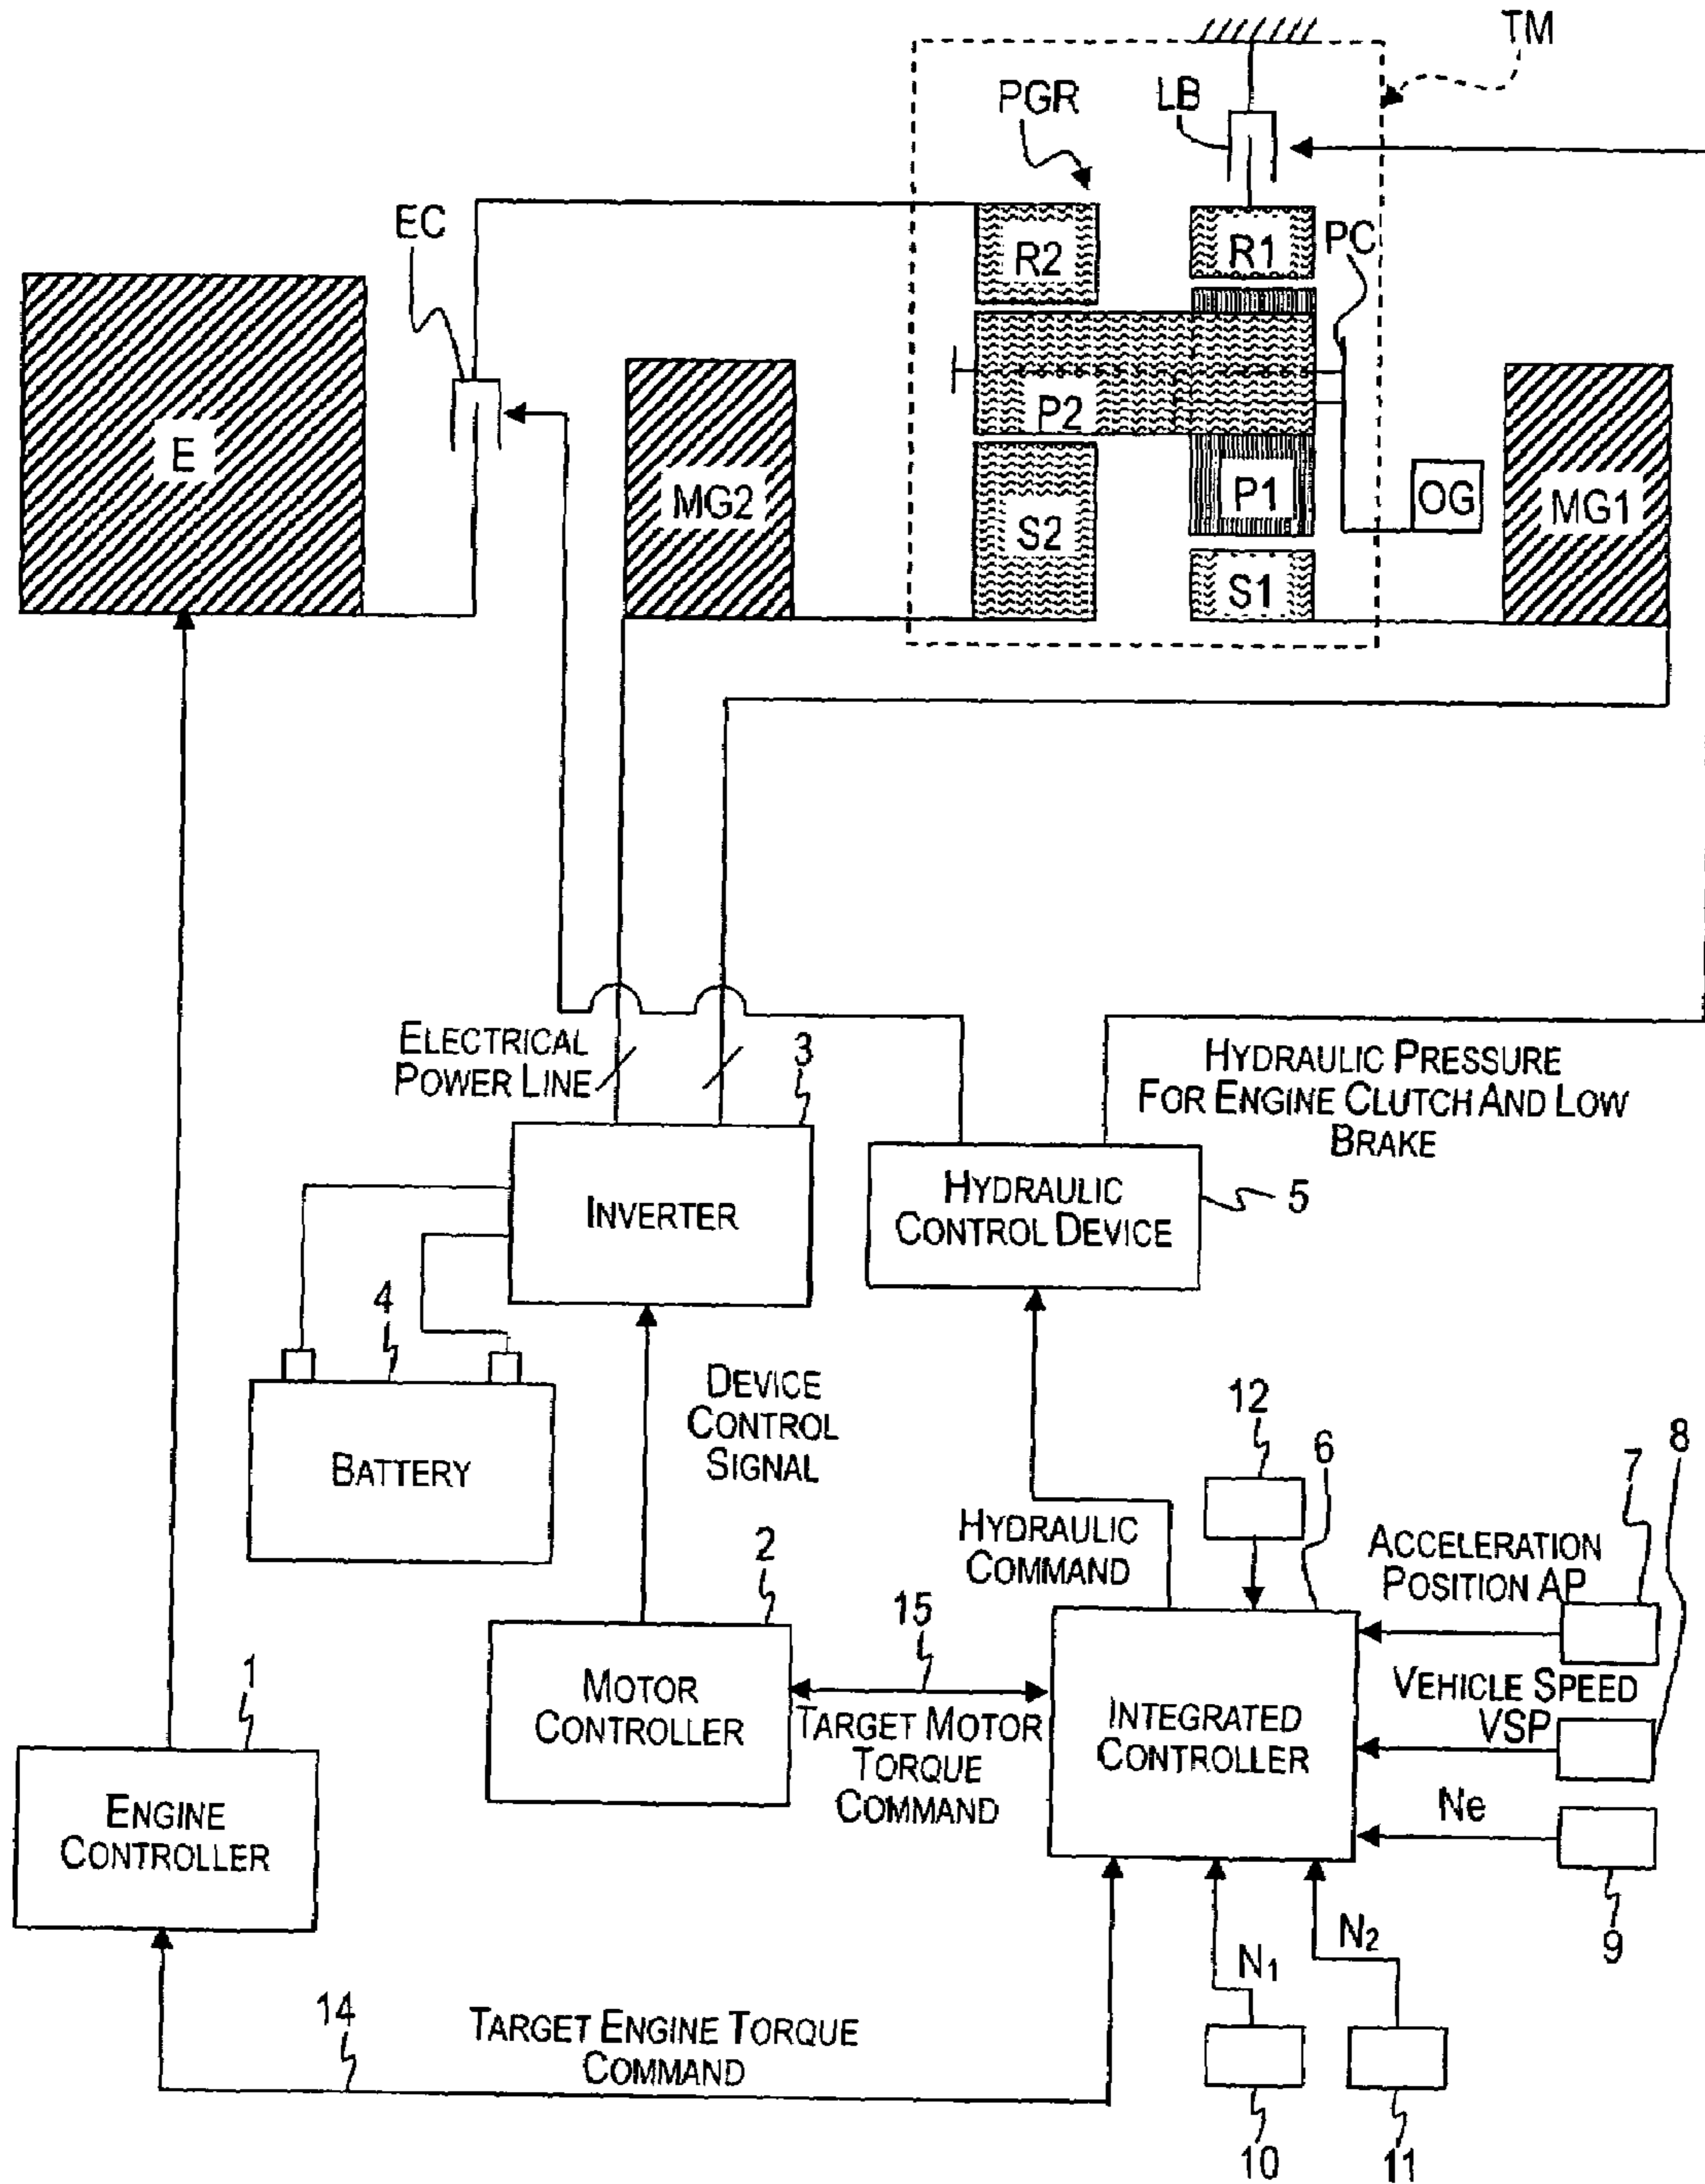 TM
PGR
LB
EC
R2
R1
PC
E
MG2
P2
P1
OG
MG1
S2
S1
ELECTRICAL
POWER LINE
3
HYDRAULIC PRESSURE
FOR ENGINE CLUTCH AND LOW
BRAKE
INVERTER
HYDRAULIC
CONTROL DEVICE
5
4
BATTERY
DEVICE
CONTROL
SIGNAL
12
6
7
8
HYDRAULIC
COMMAND
ACCELERATION
POSITION AP
2
15
1
MOTOR
CONTROLLER
TARGET MOTOR
TORQUE
COMMAND
INTEGRATED
CONTROLLER
VEHICLE SPEED
VSP
Ne
9
ENGINE
CONTROLLER
N1
N2
14
TARGET ENGINE TORQUE
COMMAND
10
11